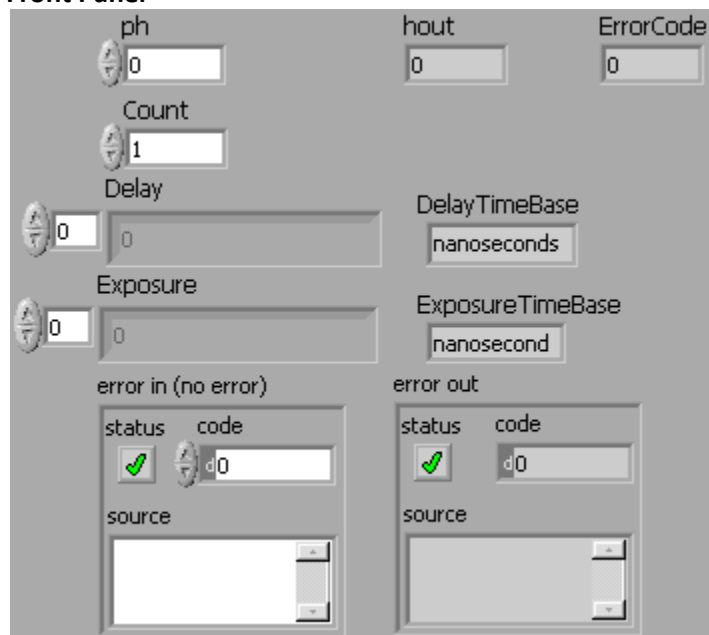 Front Panel
ph hout ErrorCode
0 0 0
Count
1
Delay
DelayTimeBase
0 0 nanoseconds
Exposure
ExposureTimeBase
0 0 nanosecond
error in (no error) error out
status code status code
d0 d0
source source